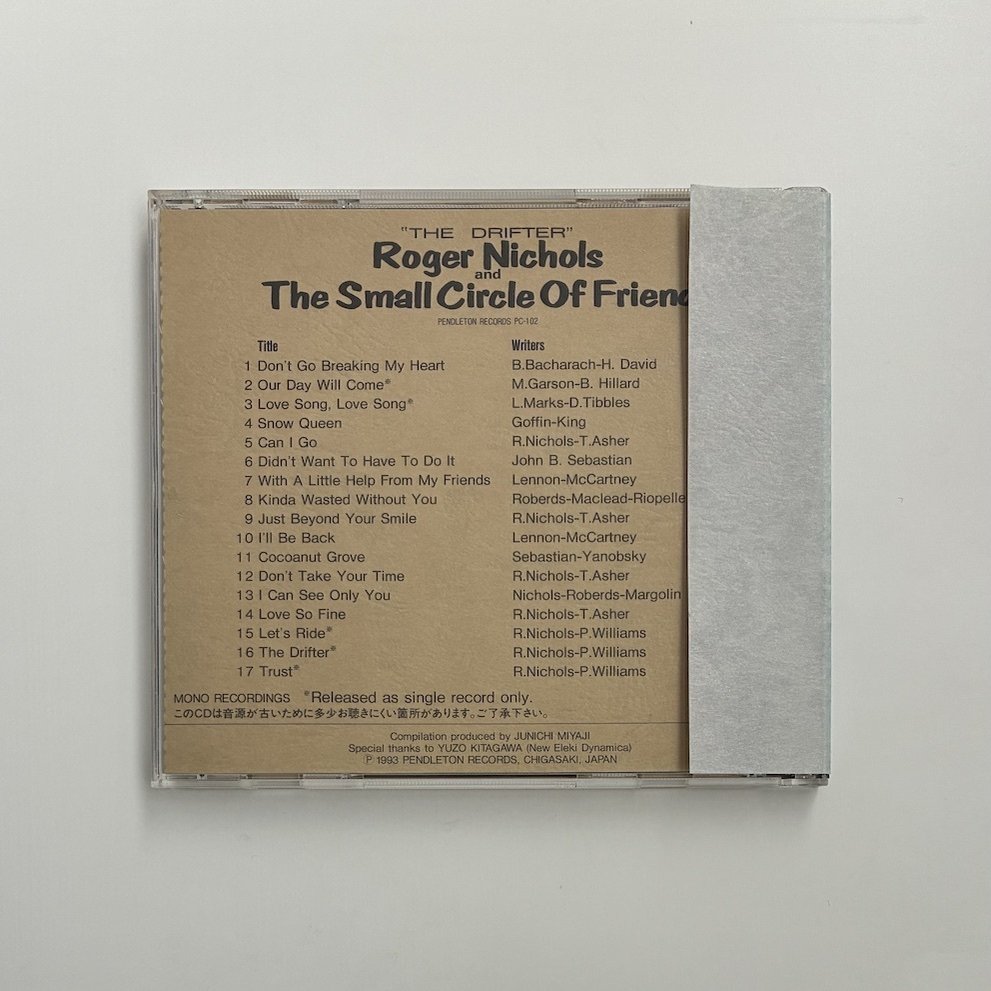 "THE DRIFTER"
Roger Nichols
and
The Small Circle Of
PENDLETON RECORDS PC-102
Title Writers
1 Don't Go Breaking My Heart B.Bacharach-H. David
2 Our Day Will Come※ M.Garson-B. Hillard
3 Love Song, Love Song※ L.Marks-D.Tibbles
4 Snow Queen Goffin-King
5 Can I Go R.Nichols-T.Asher
6 Didn't Want To Have To Do It John B. Sebastian
7 With A Little Help From My Friends Lennon-McCartney
8 Kinda Wasted Without You Roberds-Maclead-Riopelle
9 Just Beyond Your Smile R.Nichols-T.Asher
10 I'll Be Back Lennon-McCartney
11 Cocoanut Grove Sebastian-Yanobsky
12 Don't Take Your Time R.Nichols-T.Asher
13 I Can See Only You Nichols-Roberds-Margolin
14 Love So Fine R.Nichols-T.Asher
15 Let's Ride※ R.Nichols-P.Williams
16 The Drifter※ R.Nichols-P.Williams
17 Trust※ R.Nichols-P.Williams
MONO RECORDINGS ※Released as single record only.
このCDは音源が古いために多少お聴きにくい箇所があります。ご了承下さい。
Compilation produced by JUNICHI MIYAJI
Special thanks to YUZO KITAGAWA (New Eleki Dynamica)
Ⓟ 1993 PENDLETON RECORDS, CHIGASAKI, JAPAN